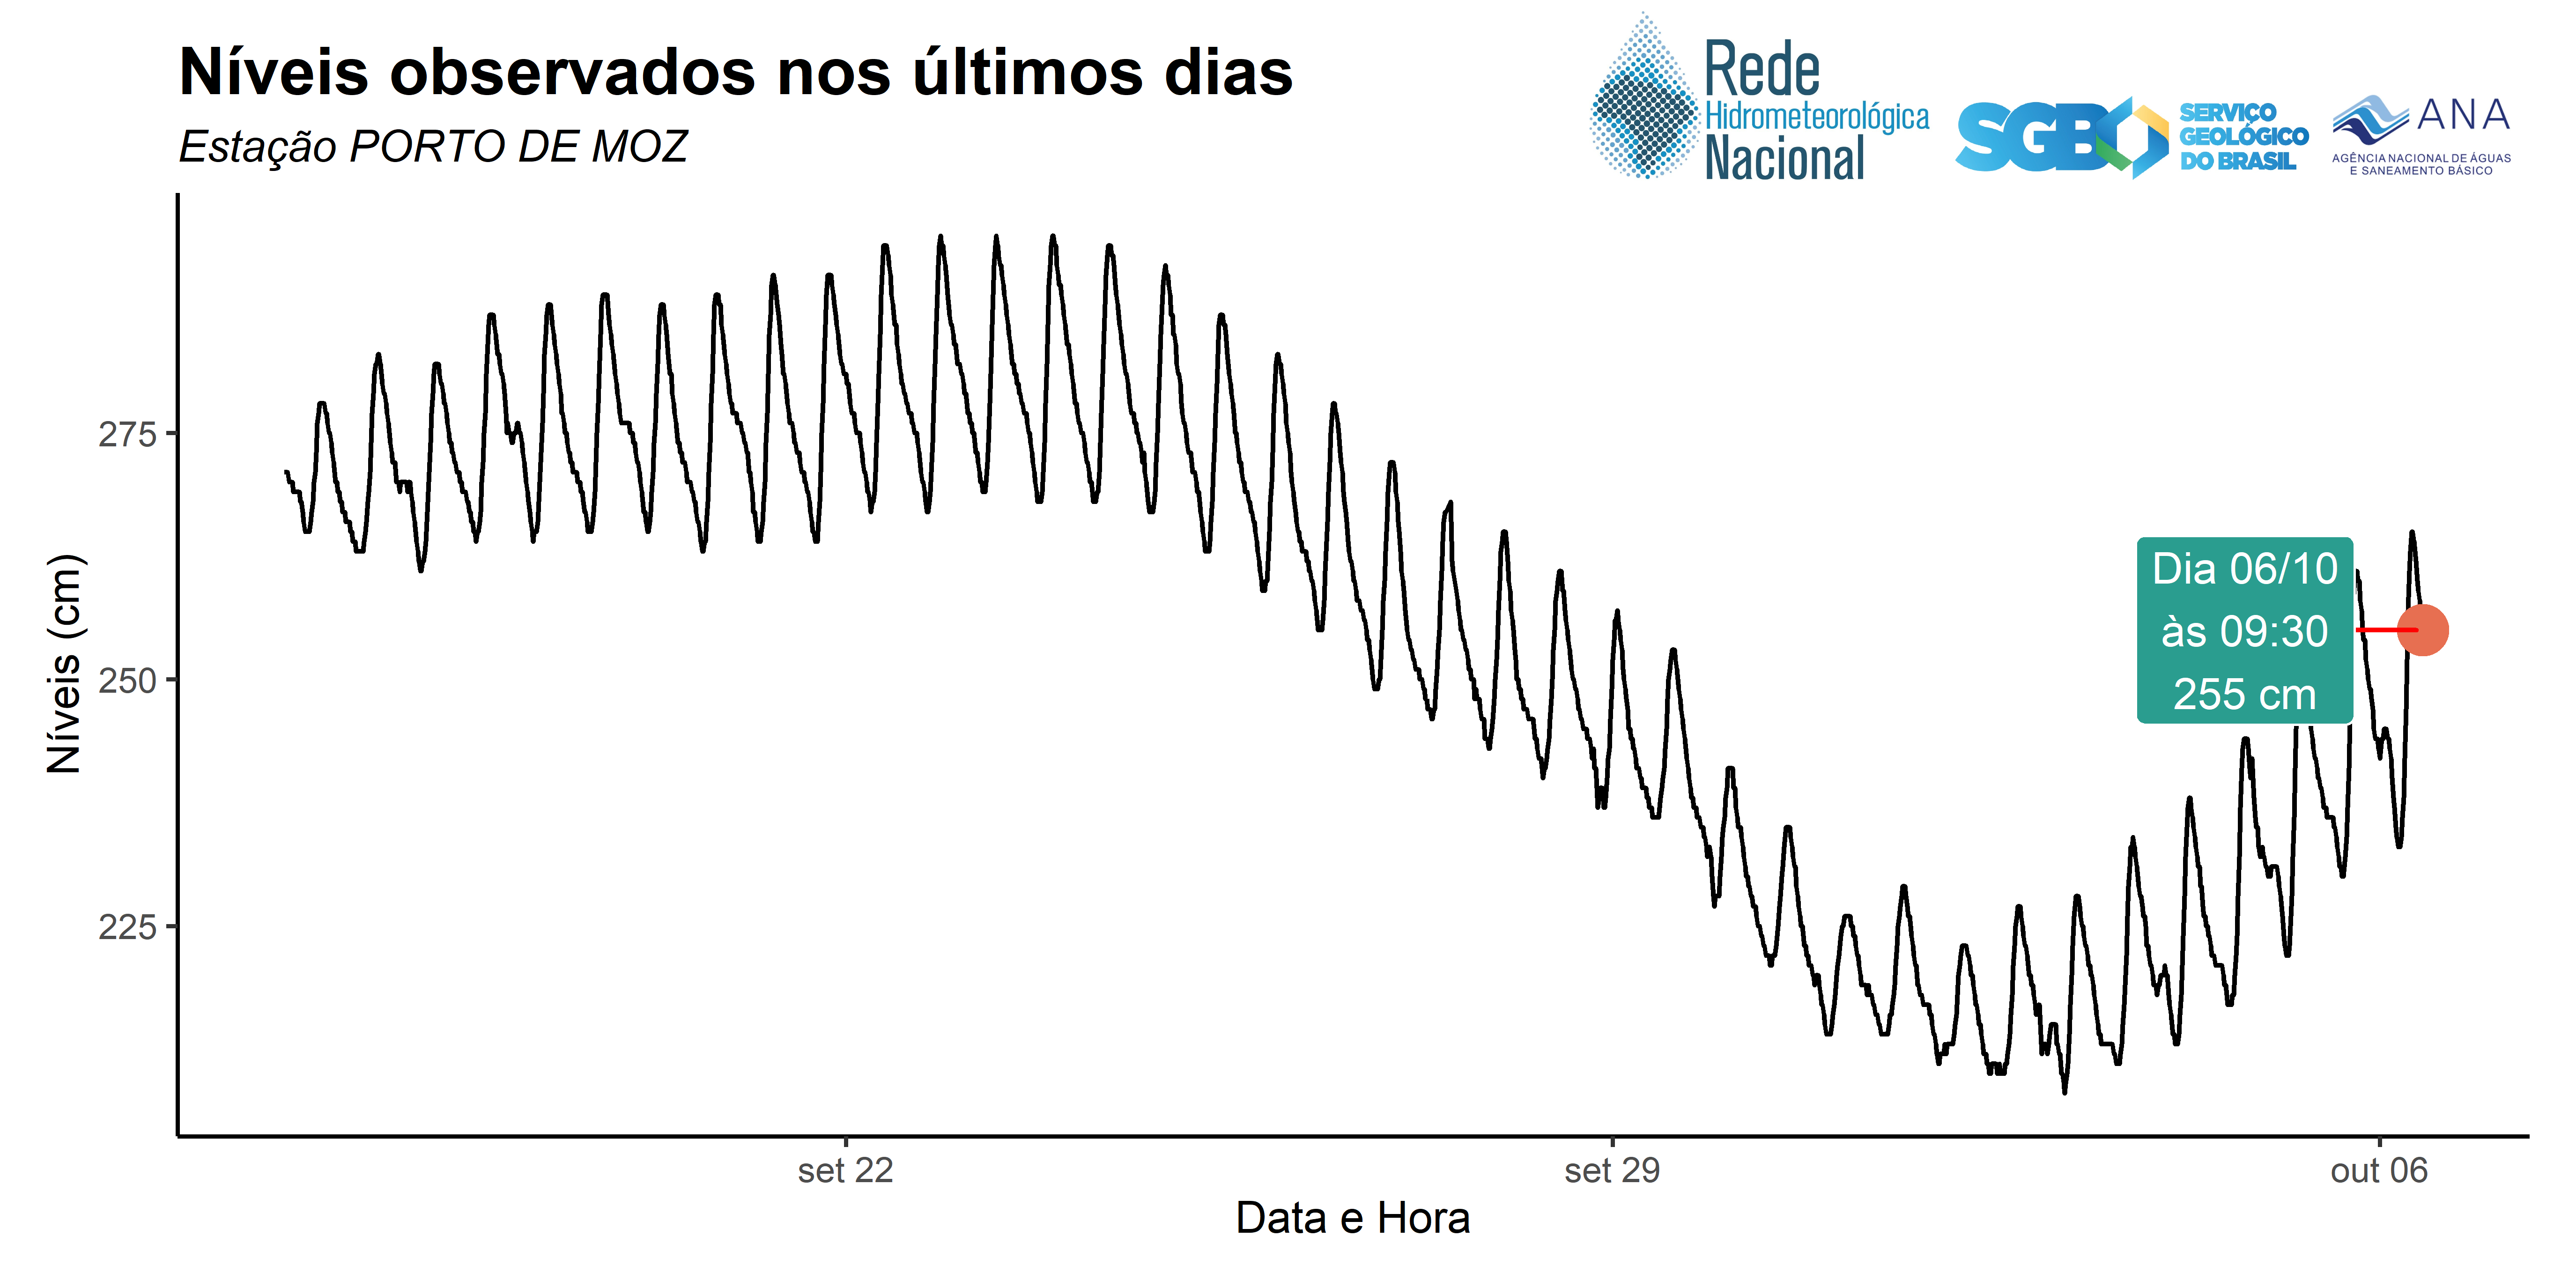 Níveis observados nos últimos dias
Estação PORTO DE MOZ
Rede
Hidrometeorológica
Nacional
SGB
SERVIÇO
GEOLÓGICO
DO BRASIL
ANA
AGÊNCIA NACIONAL DE ÁGUAS
E SANEAMENTO BÁSICO
Níveis (cm)
275
250
225
Dia 06/10
às 09:30
255 cm
set 22
set 29
out 06
Data e Hora